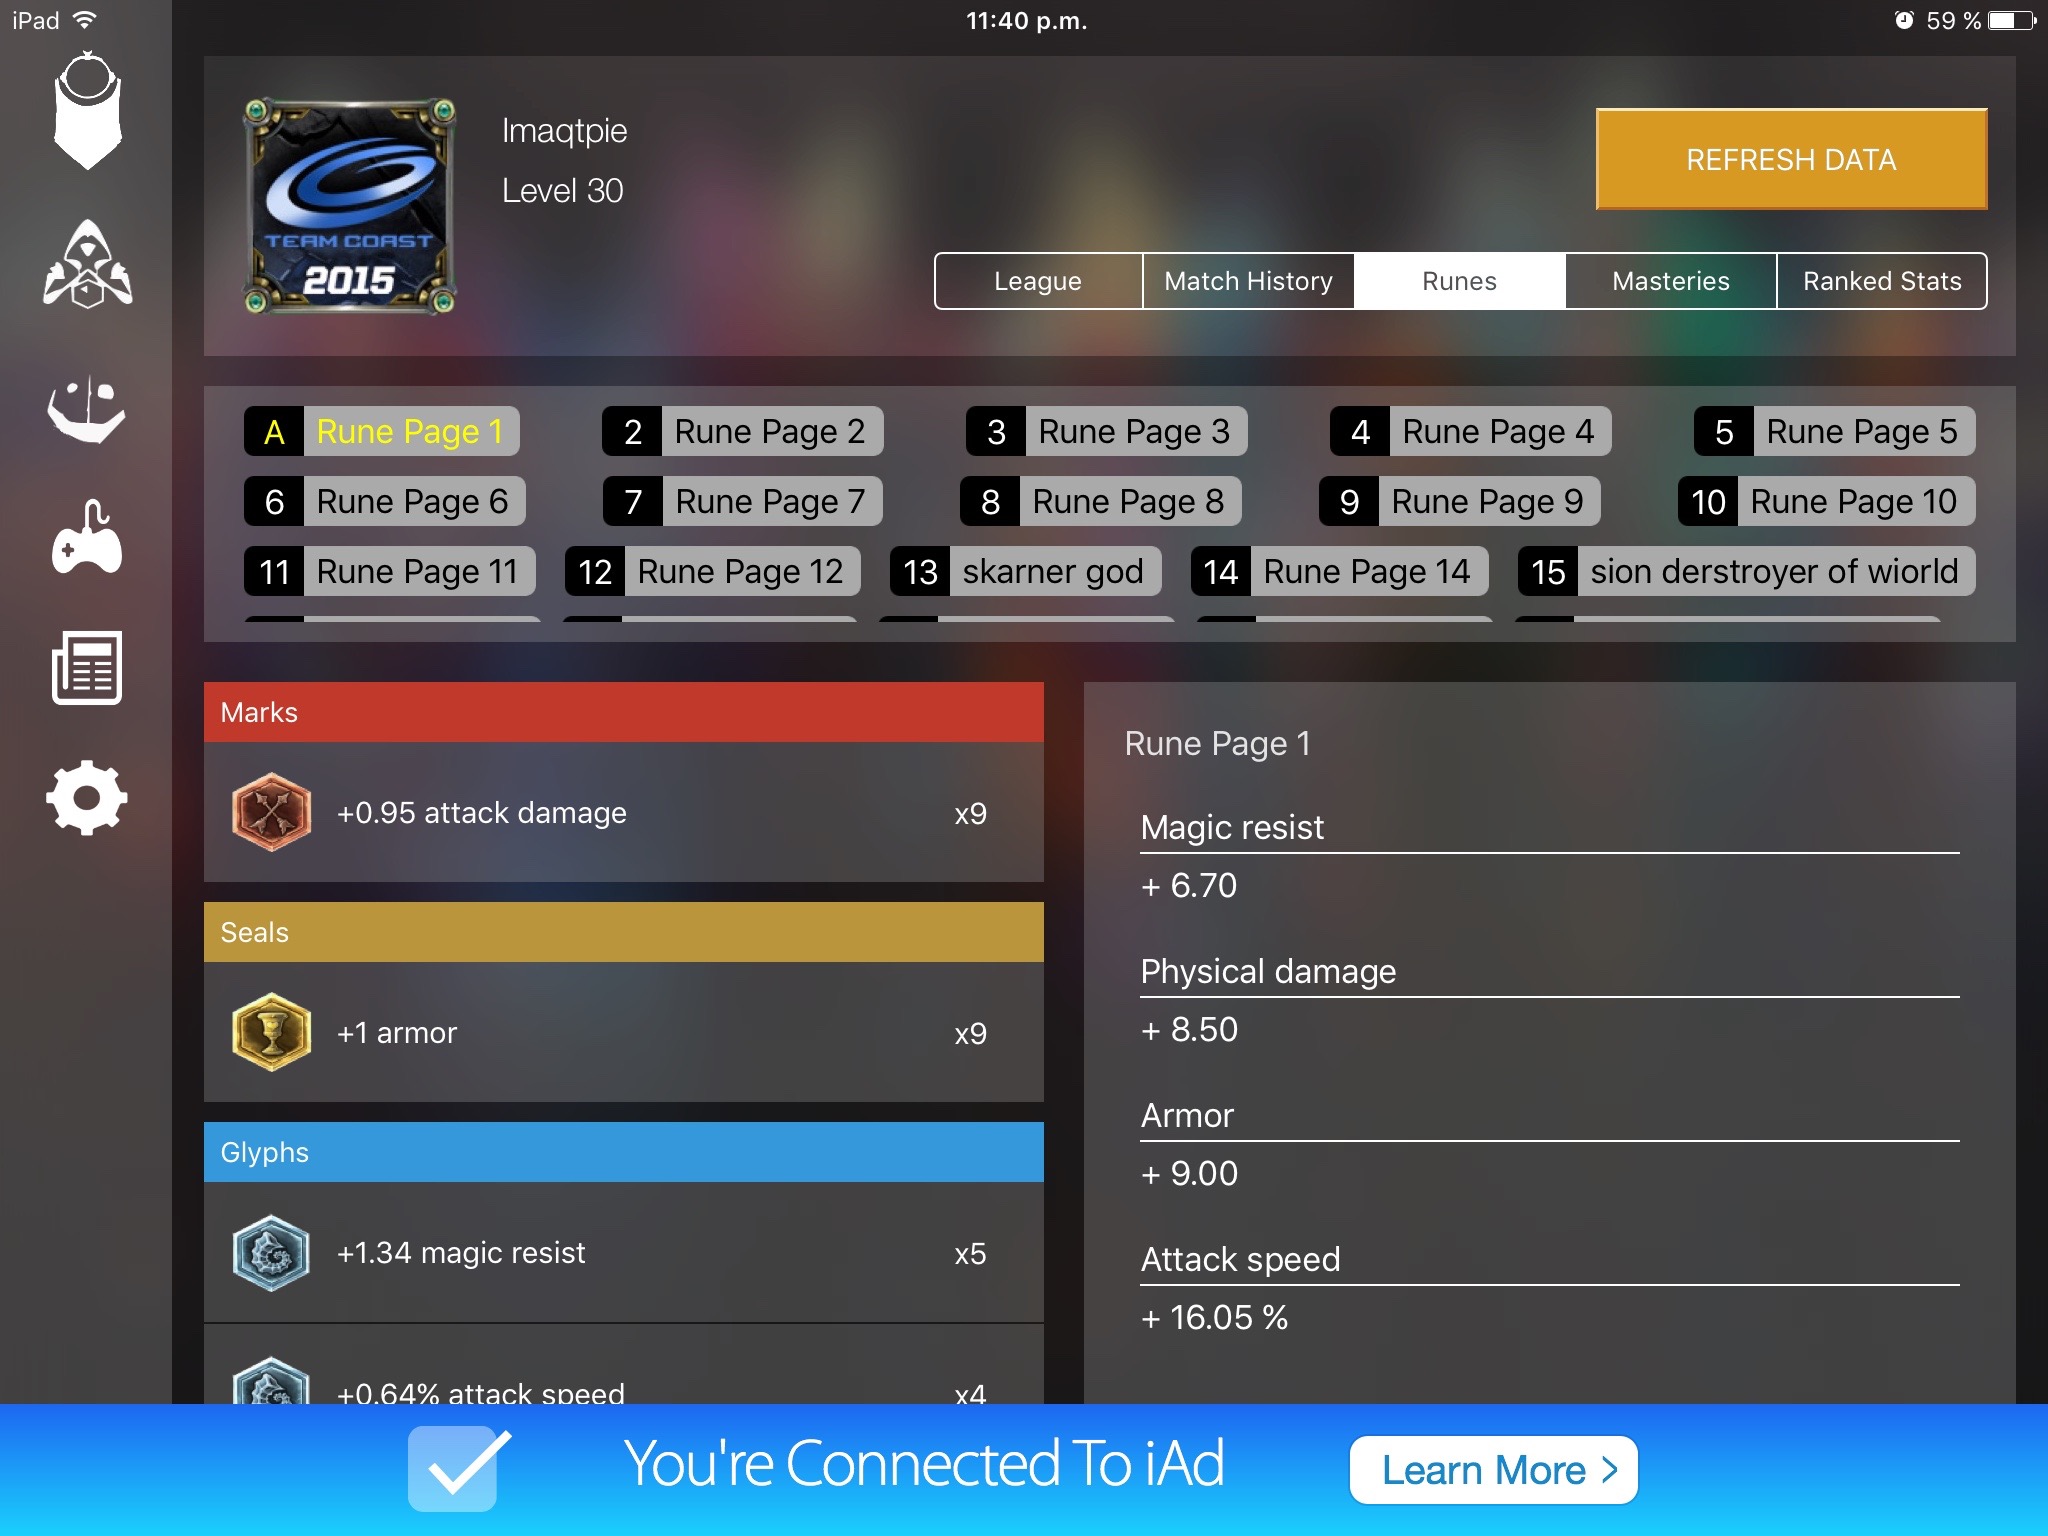 iPad 11:40 p.m. 59 %
TEAM COAST
2015
Imaqtpie
Level 30
REFRESH DATA
League Match History Runes Masteries Ranked Stats
A Rune Page 1 2 Rune Page 2 3 Rune Page 3 4 Rune Page 4 5 Rune Page 5
6 Rune Page 6 7 Rune Page 7 8 Rune Page 8 9 Rune Page 9 10 Rune Page 10
11 Rune Page 11 12 Rune Page 12 13 skarner god 14 Rune Page 14 15 sion derstroyer of wiorld
Marks
+0.95 attack damage x9
Seals
+1 armor x9
Glyphs
+1.34 magic resist x5
+0.64% attack speed x4
Rune Page 1
Magic resist
+ 6.70
Physical damage
+ 8.50
Armor
+ 9.00
Attack speed
+ 16.05 %
You're Connected To iAd
Learn More >